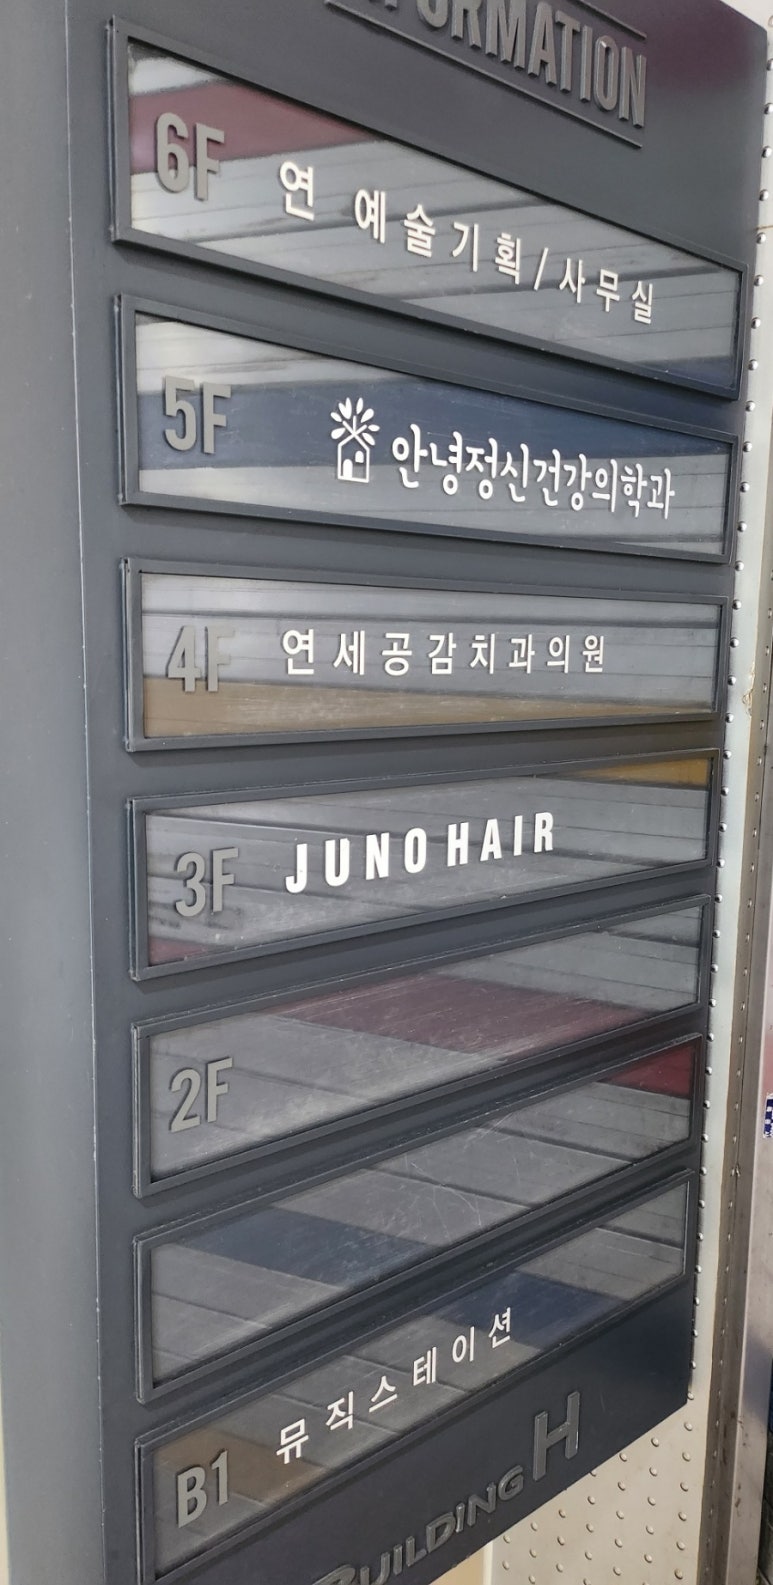 INFORMATION
6F 연 예술기획/사무실
5F 안녕정신건강의학과
4F 연세공감치과의원
3F JUNO HAIR
2F
B1 뮤직스테이션
BUILDING H